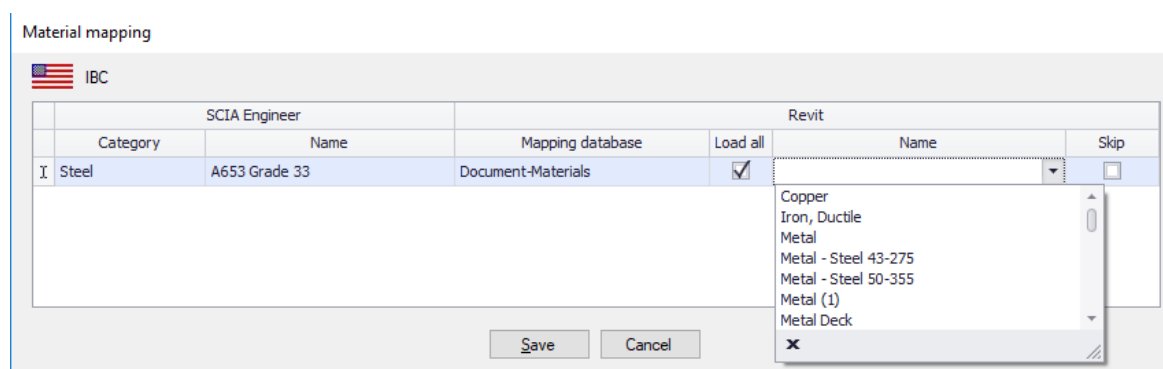 Material mapping
IBC
SCIA Engineer Revit
Category Name Mapping database Load all Name Skip
Steel A653 Grade 33 Document-Materials
Copper
Iron, Ductile
Metal
Metal - Steel 43-275
Metal - Steel 50-355
Metal (1)
Metal Deck
Save Cancel